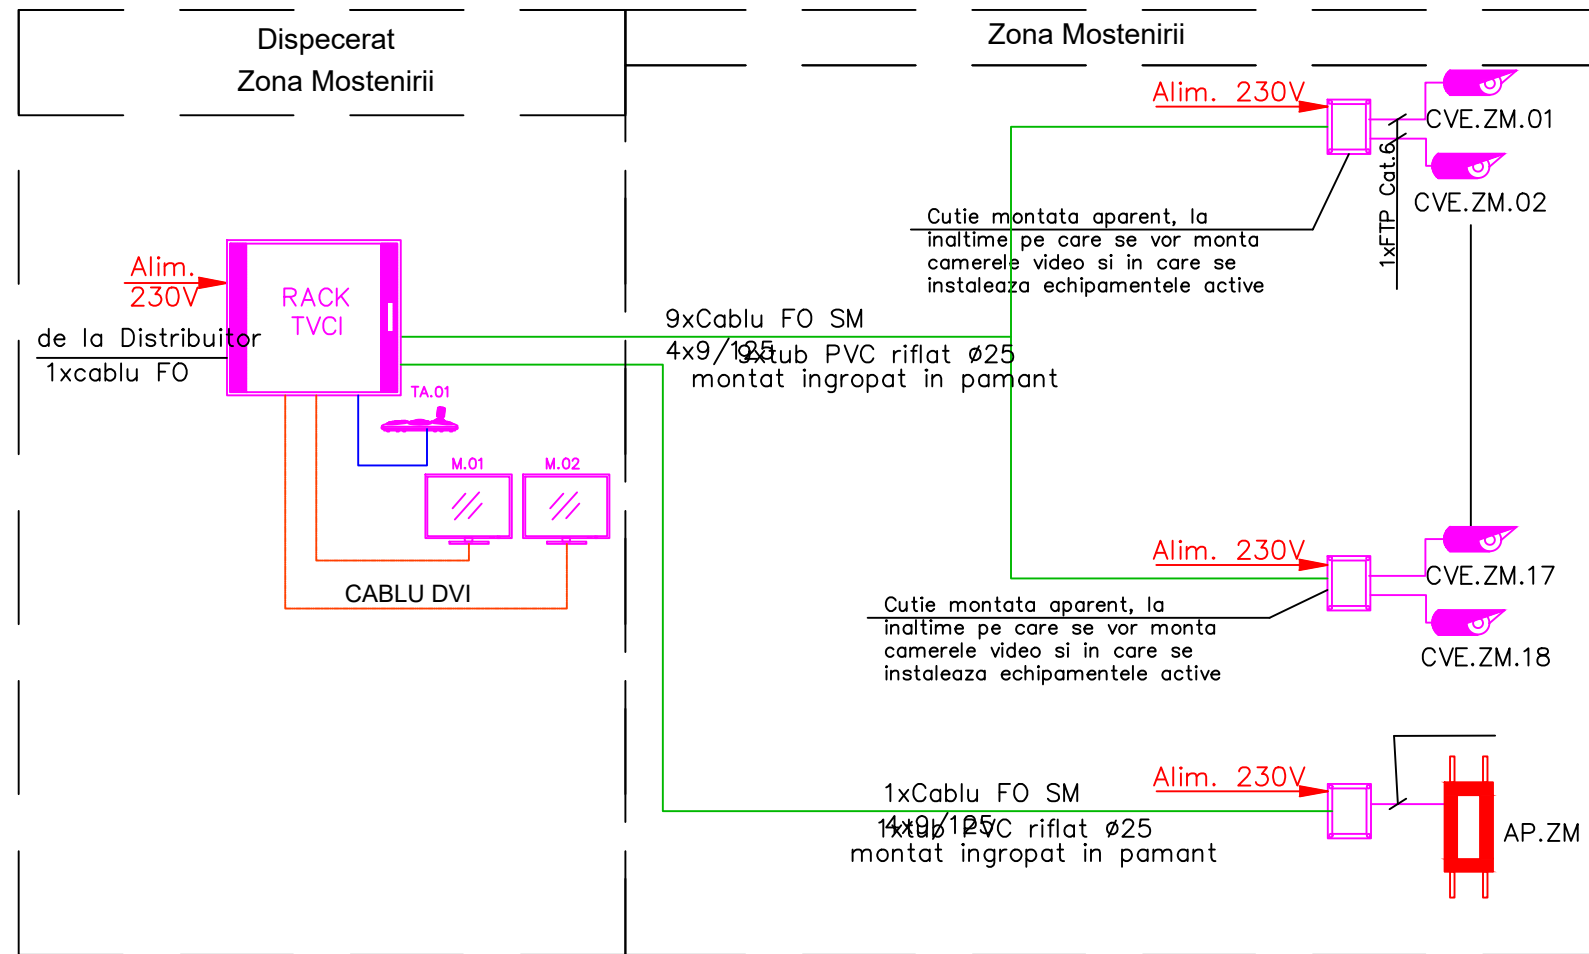 Dispecerat
Zona Mostenirii
Zona Mostenirii
Alim. 230V
CVE.ZM.01
1xFTP Cat.6
CVE.ZM.02
Cutie montata aparent, la
inaltime pe care se vor monta
camerele video si in care se
instaleaza echipamentele active
Alim.
230V
RACK
TVCI
de la Distribuitor
1xcablu FO
9xCablu FO SM
4x9/125
9xtub PVC riflat ø25
montat ingropat in pamant
TA.01
M.01
M.02
CABLU DVI
Alim. 230V
CVE.ZM.17
Cutie montata aparent, la
inaltime pe care se vor monta
camerele video si in care se
instaleaza echipamentele active
CVE.ZM.18
Alim. 230V
1xCablu FO SM
4x9/125
1xtub PVC riflat ø25
montat ingropat in pamant
AP.ZM